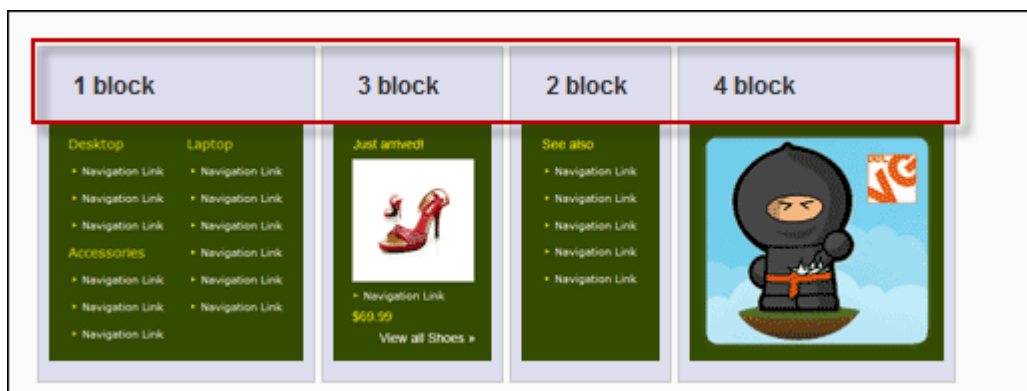 1 block
3 block
2 block
4 block
Desktop
Navigation Link
Navigation Link
Navigation Link
Accessories
Navigation Link
Navigation Link
Navigation Link
Laptop
Navigation Link
Navigation Link
Navigation Link
Navigation Link
Navigation Link
Navigation Link
Just arrived!
Navigation Link
$69.99
View all Shoes »
See also
Navigation Link
Navigation Link
Navigation Link
Navigation Link
Navigation Link
VG